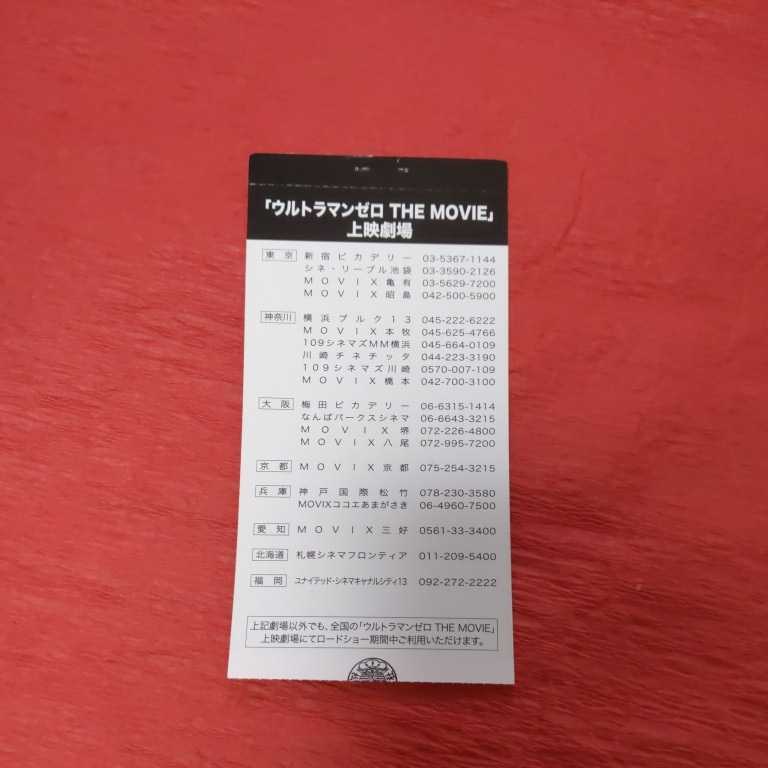 「ウルトラマンゼロ THE MOVIE」
上映劇場
東京 新宿ピカデリー 03-5367-1144
シネ・リーブル池袋 03-3590-2126
MOVIX亀有 03-5629-7200
MOVIX昭島 042-500-5900
神奈川 横浜ブルク13 045-222-6222
MOVIX本牧 045-625-4766
109シネマズMM横浜 045-664-0109
川崎チネチッタ 044-223-3190
109シネマズ川崎 0570-007-109
MOVIX橋本 042-700-3100
大阪 梅田ピカデリー 06-6315-1414
なんばパークスシネマ 06-6643-3215
MOVIX堺 072-226-4800
MOVIX八尾 072-995-7200
京都 MOVIX京都 075-254-3215
兵庫 神戸国際松竹 078-230-3580
MOVIXココエあまがさき 06-4960-7500
愛知 MOVIX三好 0561-33-3400
北海道 札幌シネマフロンティア 011-209-5400
福岡 ユナイテッド・シネマキャナルシティ13 092-272-2222
上記劇場以外でも、全国の「ウルトラマンゼロ THE MOVIE」
上映劇場にてロードショー期間中ご利用いただけます。